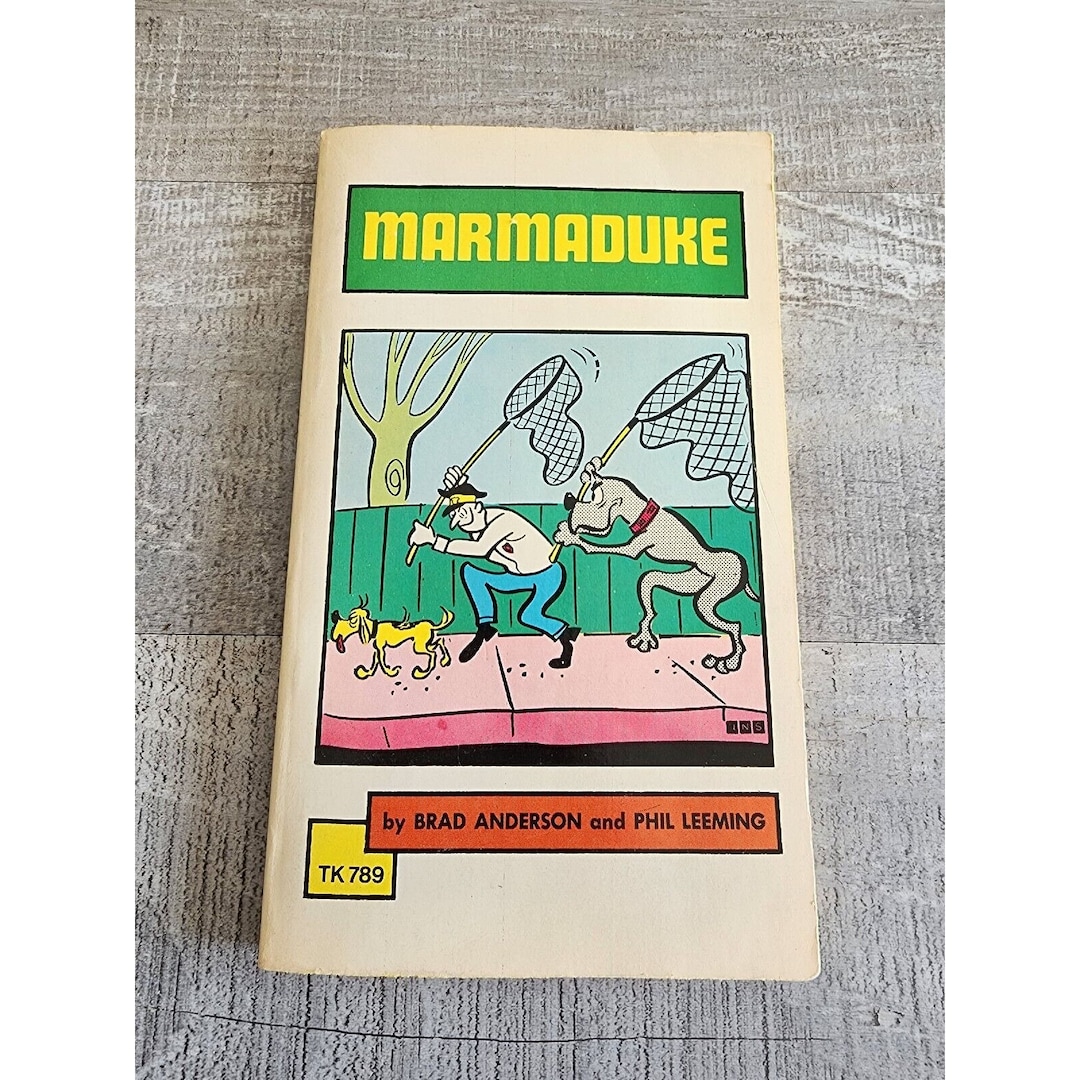 MARMADUKE
INS
by BRAD ANDERSON and PHIL LEEMING
TK 789